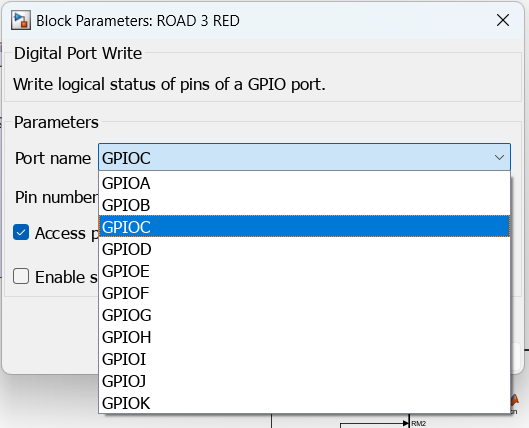 Block Parameters: ROAD 3 RED
Digital Port Write
Write logical status of pins of a GPIO port.
Parameters
Port name GPIOC
GPIOA
Pin number
GPIOB
GPIOC
Access p
GPIOD
GPIOE
Enable s
GPIOF
GPIOG
GPIOH
GPIOI
GPIOJ
GPIOK
RM2